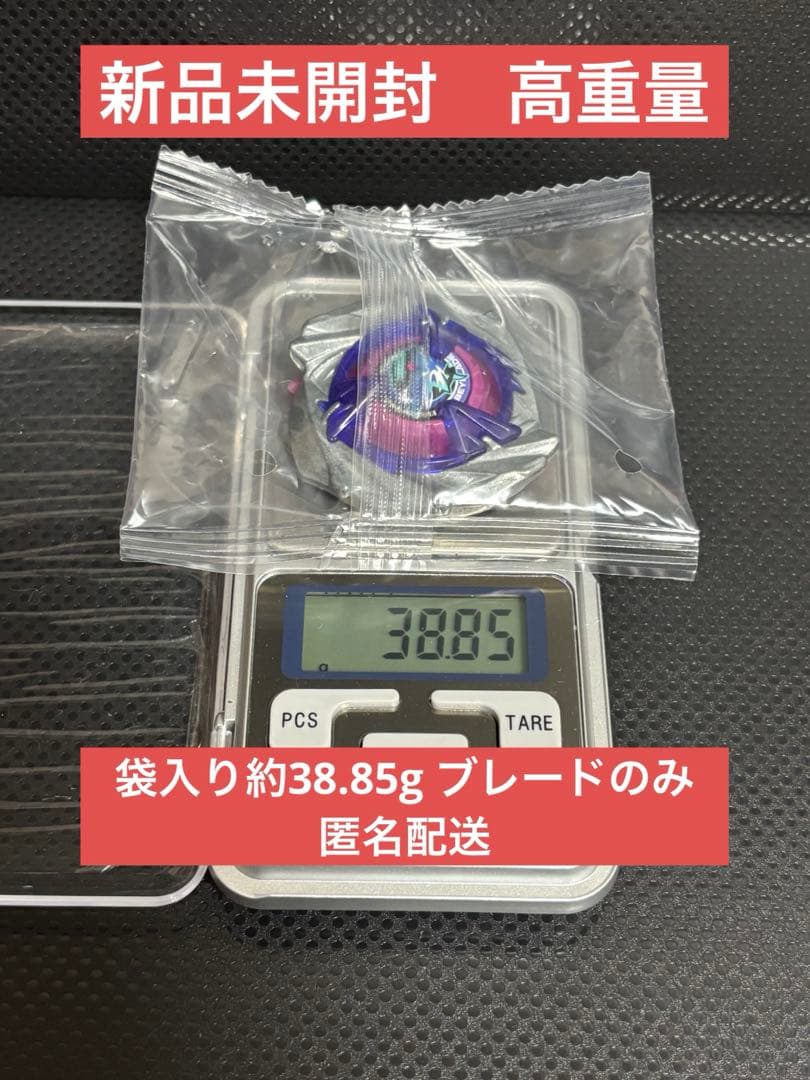 新品未開封　高重量
38.85
g
PCS
TARE
袋入り約38.85g ブレードのみ
匿名配送